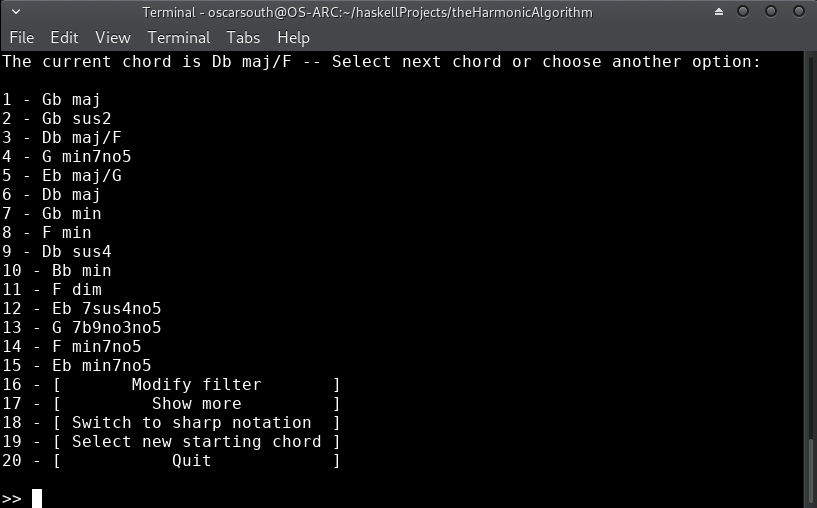 Terminal - oscarsouth@OS-ARC:~/haskellProjects/theHarmonicAlgorithm
File Edit View Terminal Tabs Help
The current chord is Db maj/F -- Select next chord or choose another option:
1 - Gb maj
2 - Gb sus2
3 - Db maj/F
4 - G min7no5
5 - Eb maj/G
6 - Db maj
7 - Gb min
8 - F min
9 - Db sus4
10 - Bb min
11 - F dim
12 - Eb 7sus4no5
13 - G 7b9no3no5
14 - F min7no5
15 - Eb min7no5
16 - [       Modify filter       ]
17 - [         Show more         ]
18 - [ Switch to sharp notation  ]
19 - [ Select new starting chord ]
20 - [           Quit            ]
>>